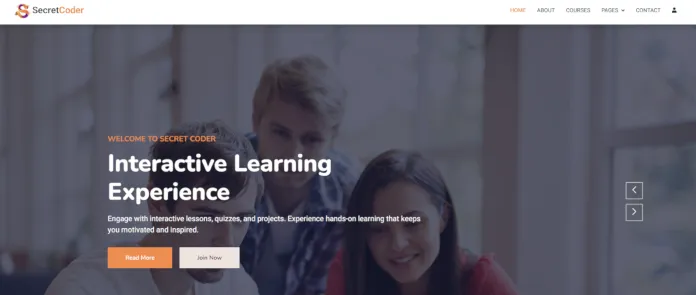 SecretCoder
HOME ABOUT COURSES PAGES CONTACT
WELCOME TO SECRET CODER
Interactive Learning
Experience
Engage with interactive lessons, quizzes, and projects. Experience hands-on learning that keeps
you motivated and inspired.
Read More Join Now